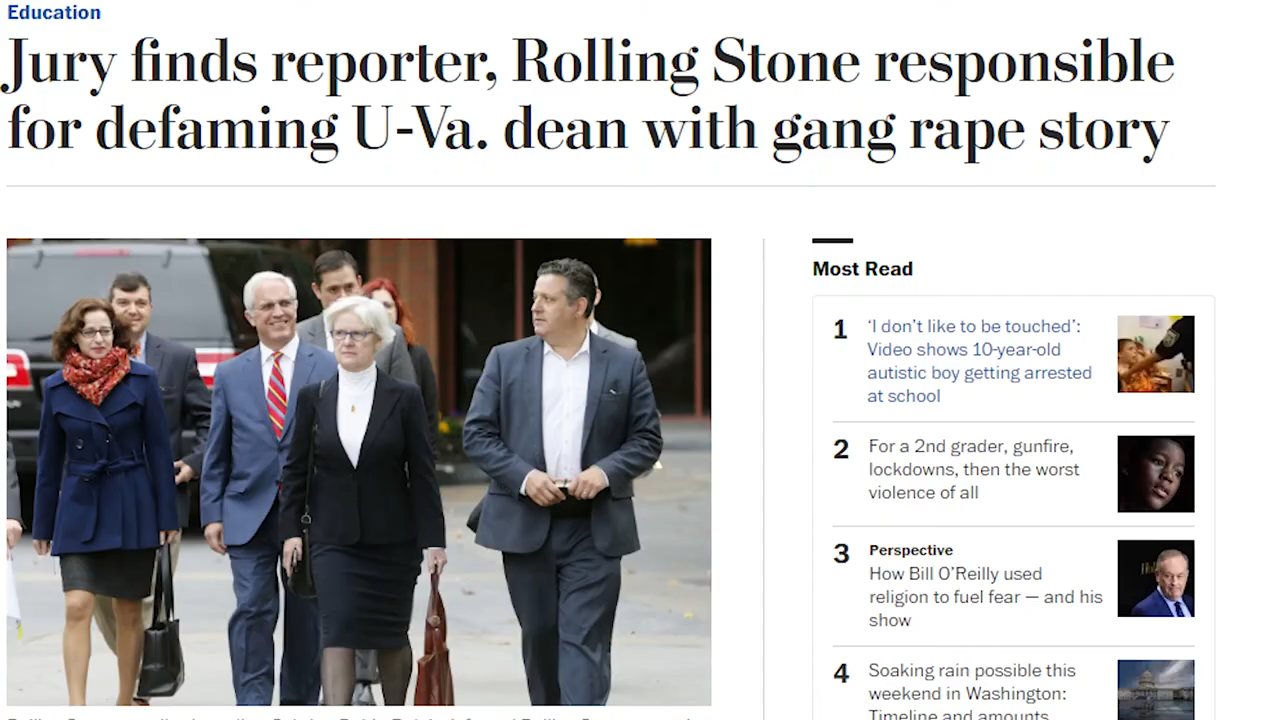 Education
Jury finds reporter, Rolling Stone responsible
for defaming U-Va. dean with gang rape story
Most Read
1
'I don't like to be touched':
Video shows 10-year-old
autistic boy getting arrested
at school
2
For a 2nd grader, gunfire,
lockdowns, then the worst
violence of all
3
Perspective
How Bill O'Reilly used
religion to fuel fear — and his
show
4
Soaking rain possible this
weekend in Washington:
Timeline and amounts